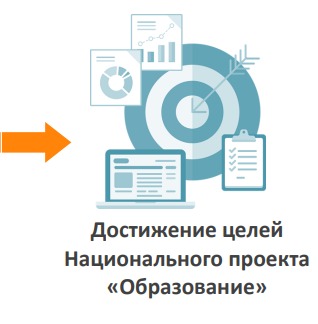 Достижение целей
Национального проекта
«Образование»